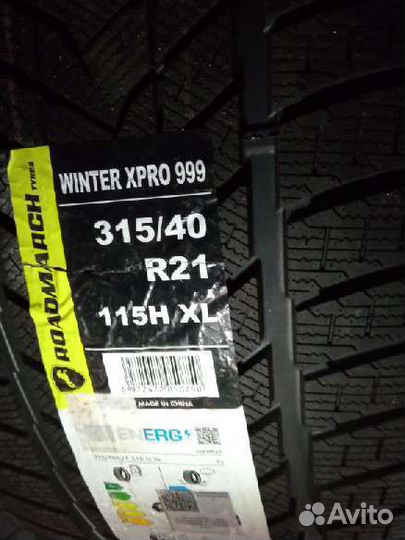 WINTER XPRO 999
315/40
R21
115H XL
ROADMARCH TYRES
MADE IN CHINA
ENERG
Avito